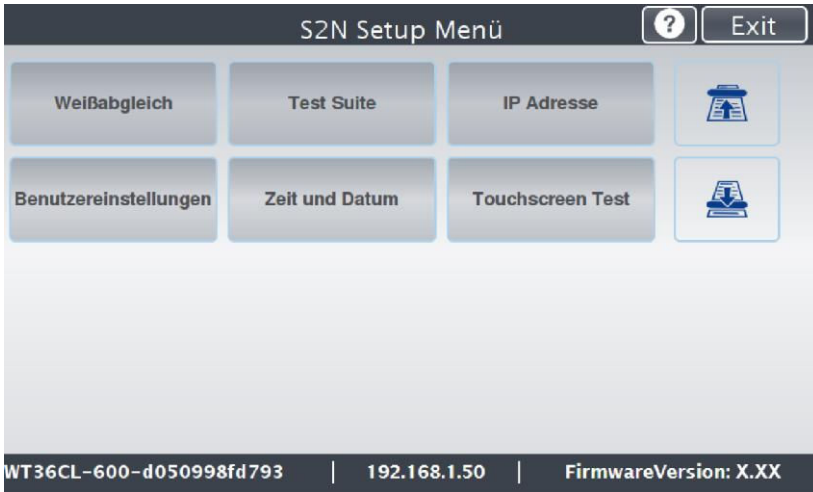 S2N Setup Menü
? Exit
Weißabgleich Test Suite IP Adresse
Benutzereinstellungen Zeit und Datum Touchscreen Test
WT36CL-600-d050998fd793 | 192.168.1.50 | FirmwareVersion: X.XX